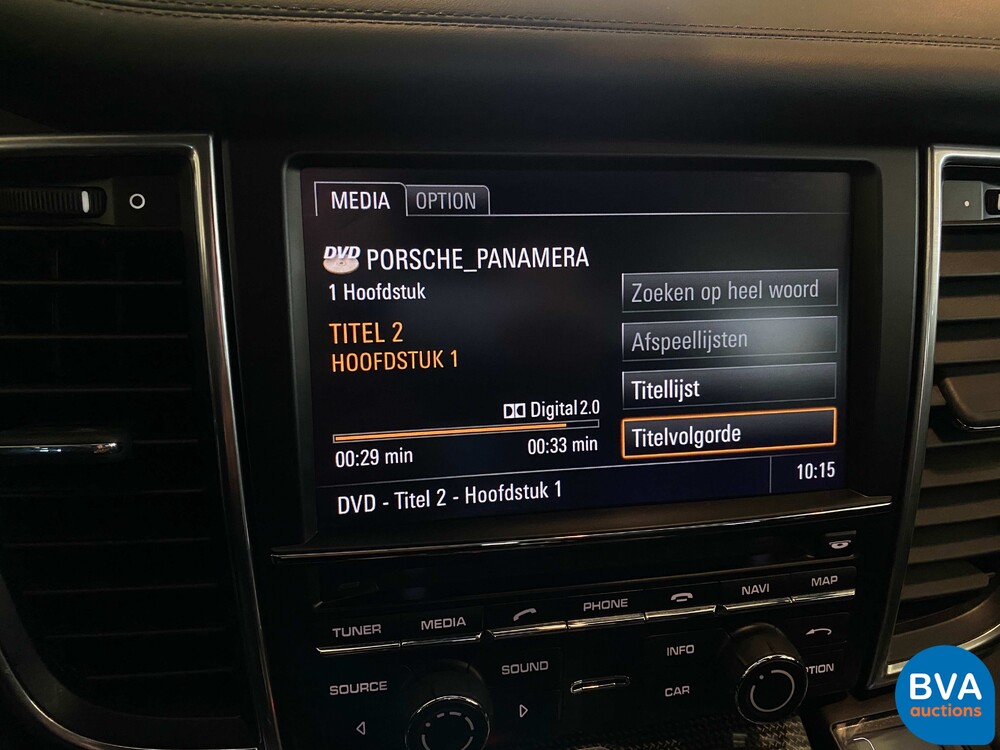 MEDIA OPTION
DVD PORSCHE_PANAMERA
1 Hoofdstuk
Zoeken op heel woord
TITEL 2
Afspeellijsten
HOOFDSTUK 1
Titellijst
Digital 2.0
Titelvolgorde
00:29 min 00:33 min
10:15
DVD - Titel 2 - Hoofdstuk 1
TUNER MEDIA PHONE NAVI MAP
SOURCE SOUND INFO
CAR OPTION
BVA
auctions